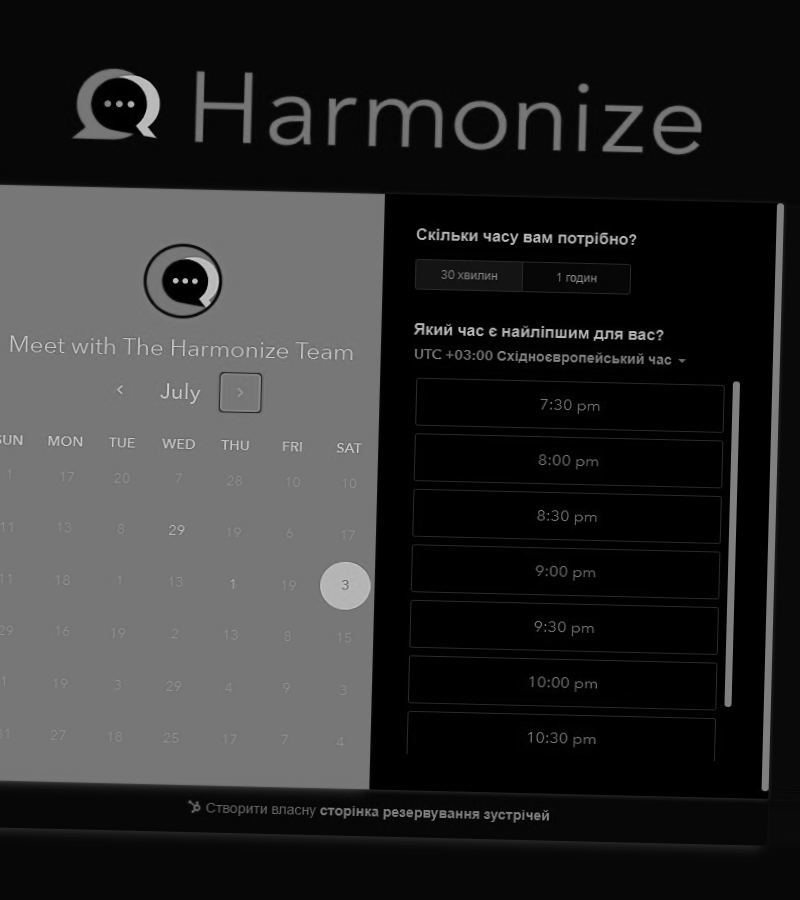 Harmonize
Meet with The Harmonize Team
July
SUN MON TUE WED THU FRI SAT
1 17 20 7 28 10 10
11 13 8 29 19 6 17
11 18 1 13 1 19 3
29 16 19 2 13 8 15
1 19 3 29 4 9 3
31 27 18 25 17 7 4
Скільки часу вам потрібно?
30 хвилин 1 годин
Який час є найліпшим для вас?
UTC +03:00 Східноєвропейський час
7:30 pm
8:00 pm
8:30 pm
9:00 pm
9:30 pm
10:00 pm
10:30 pm
Створити власну сторінка резервування зустрічей